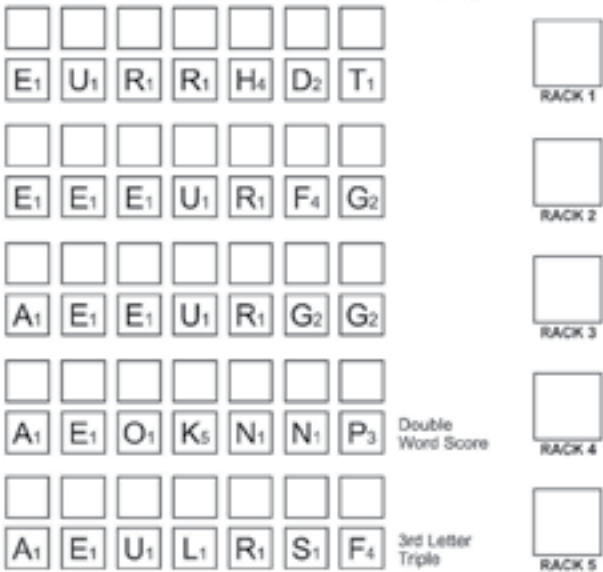 E1 U1 R1 R1 H4 D2 T1
RACK 1
E1 E1 E1 U1 R1 F4 G2
RACK 2
A1 E1 E1 U1 R1 G2 G2
RACK 3
A1 E1 O1 K5 N1 N1 P3
Double
Word Score
RACK 4
A1 E1 U1 L1 R1 S1 F4
3rd Letter
Triple
RACK 5